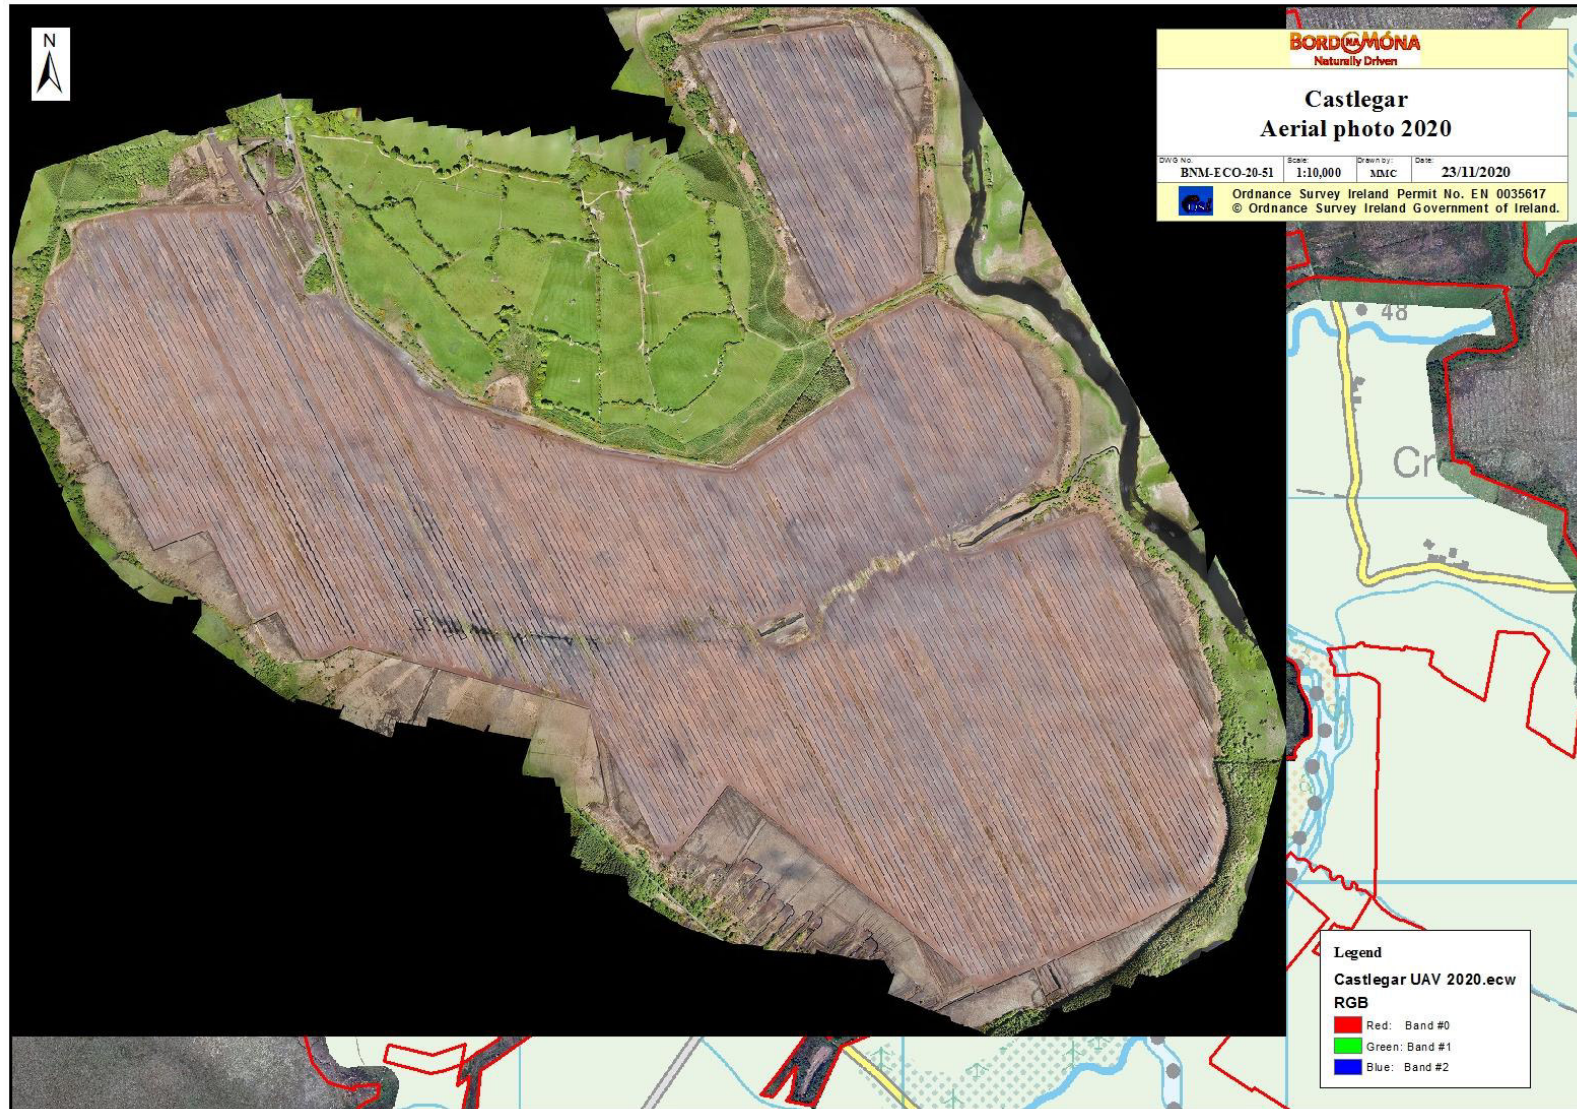 N
BORD NA MÓNA
Naturally Driven
Castlegar
Aerial photo 2020
DWG No.
BNM-ECO-20-51
Scale:
1:10,000
Drawn by:
MMC
Date:
23/11/2020
Ordnance Survey Ireland Permit No. EN 0035617
© Ordnance Survey Ireland Government of Ireland.
48
Cr
Legend
Castlegar UAV 2020.ecw
RGB
Red: Band #0
Green: Band #1
Blue: Band #2